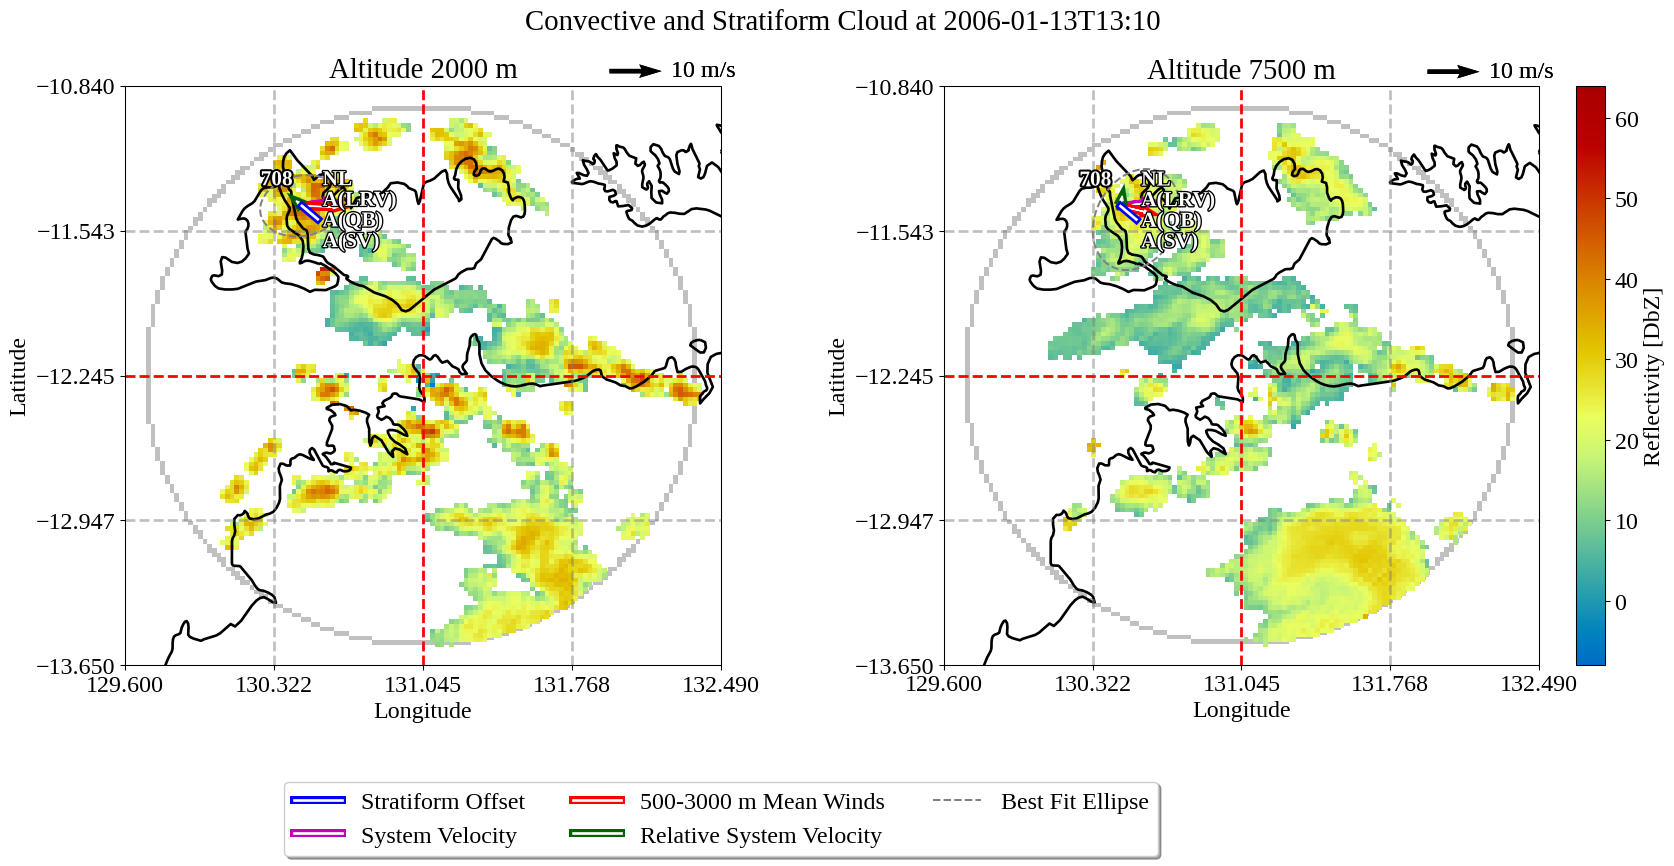 Convective and Stratiform Cloud at 2006-01-13T13:10
Altitude 2000 m
10 m/s
Altitude 7500 m
10 m/s
−10.840
−11.543
−12.245
−12.947
−13.650
Latitude
129.600
130.322
131.045
131.768
132.490
Longitude
708
NL
A(LRV)
A(QB)
A(SV)
−10.840
−11.543
−12.245
−12.947
−13.650
Latitude
129.600
130.322
131.045
131.768
132.490
Longitude
708
NL
A(LRV)
A(QB)
A(SV)
60
50
40
30
20
10
0
Reflectivity [DbZ]
Stratiform Offset
System Velocity
500-3000 m Mean Winds
Relative System Velocity
Best Fit Ellipse